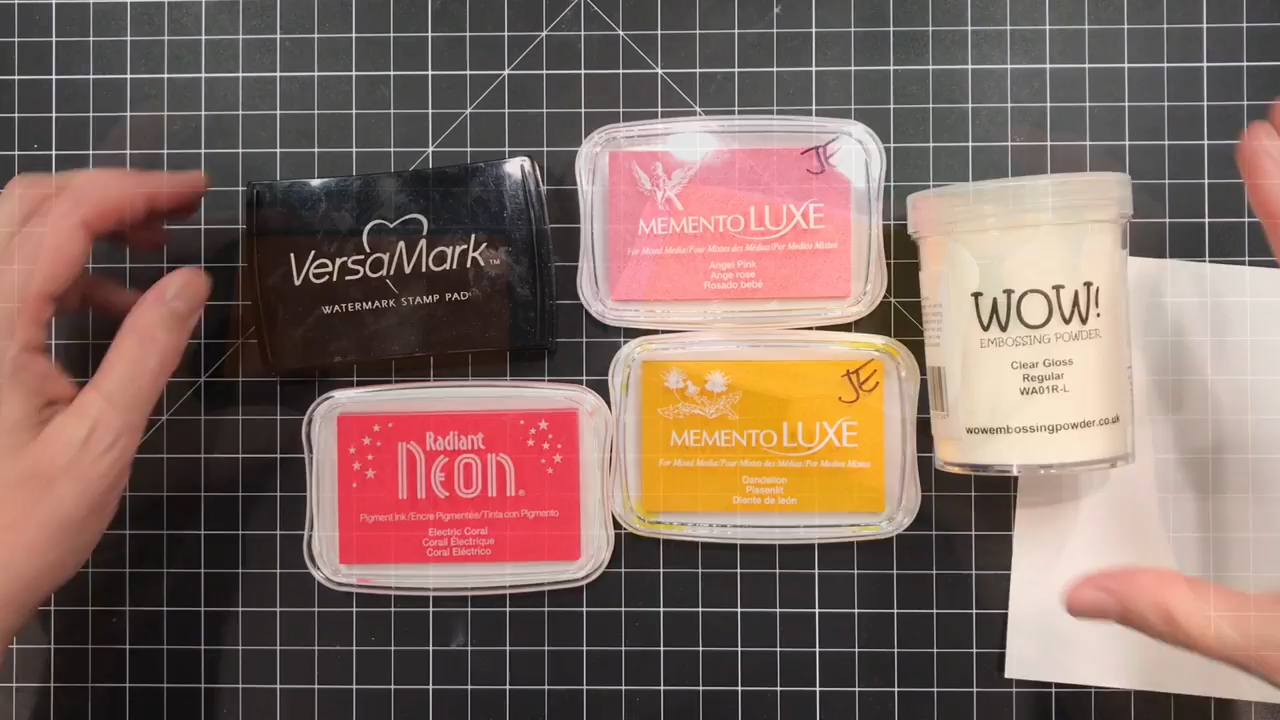 VersaMark™
WATERMARK STAMP PAD
JE
MEMENTO LUXE
For Mixed Media/Pour Mixtes des Médias/Por Medios Mixtos
Angel Pink
Ange rose
Rosado bebé
WOW!
EMBOSSING POWDER
Clear Gloss
Regular
WA01R-L
wowembossingpowder.co.uk
Radiant
NEON®
Pigment Ink/Encre Pigmentée/Tinta con Pigmento
Electric Coral
Corail Électrique
Coral Eléctrico
JE
MEMENTO LUXE
For Mixed Media/Pour Mixtes des Médias/Por Medios Mixtos
Dandelion
Pissenlit
Diente de león